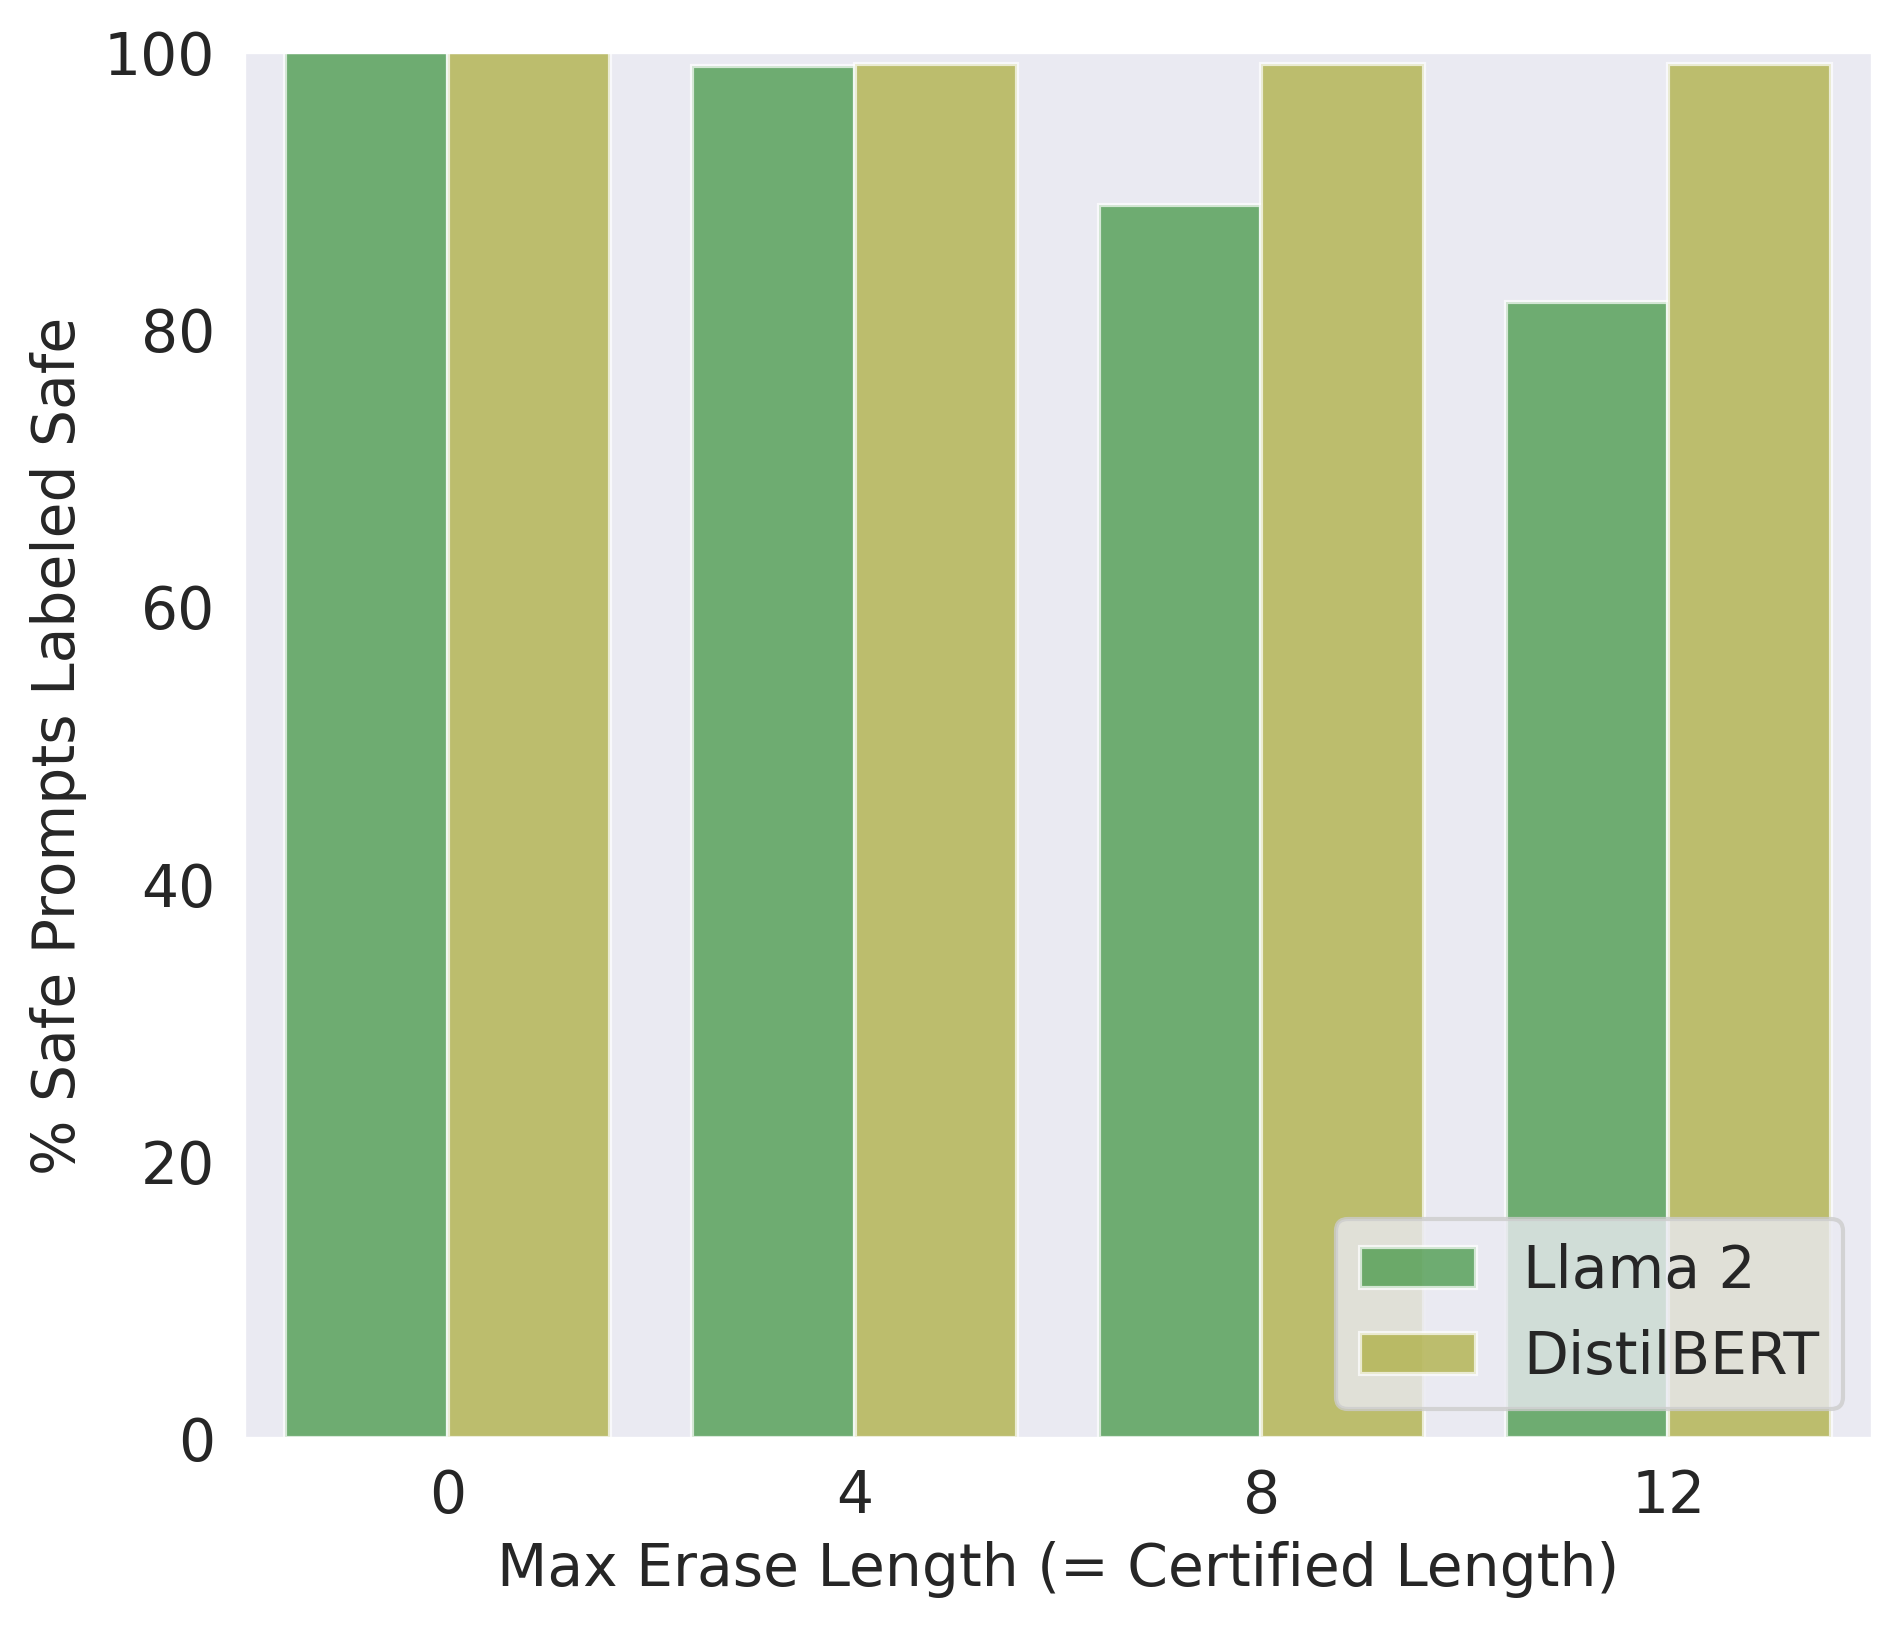 % Safe Prompts Labeled Safe
100
80
60
40
20
0
0 4 8 12
Max Erase Length (= Certified Length)
Llama 2
DistilBERT